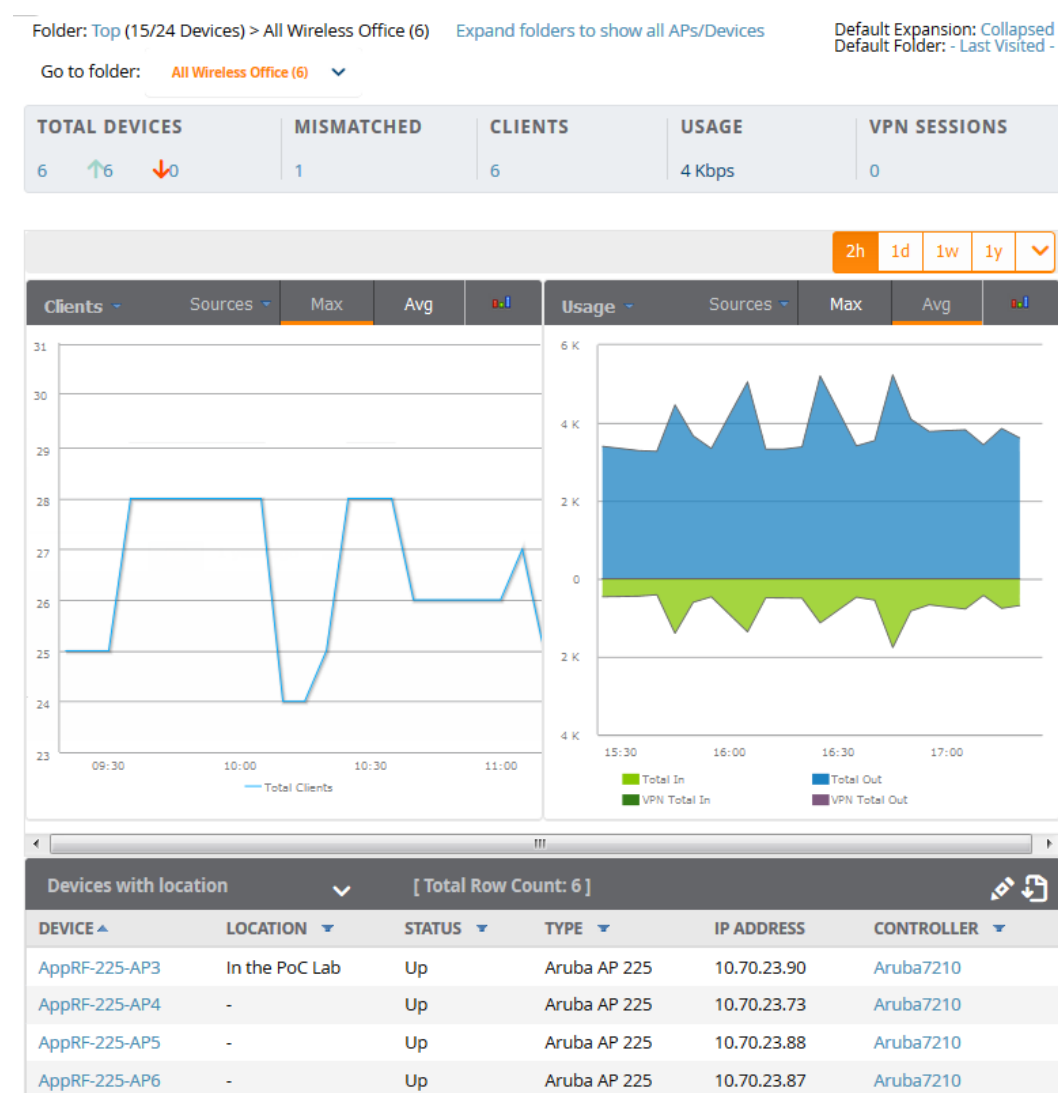 Folder: Top (15/24 Devices) > All Wireless Office (6) Expand folders to show all APs/Devices
Default Expansion: Collapsed
Default Folder: - Last Visited -
Go to folder: All Wireless Office (6)
TOTAL DEVICES MISMATCHED CLIENTS USAGE VPN SESSIONS
6 6 0 1 6 4 Kbps 0
2h 1d 1w 1y
Clients Sources Max Avg
31
30
29
28
27
26
25
24
23
09:30 10:00 10:30 11:00
Total Clients
Usage Sources Max Avg
6 K
4 K
2 K
0
2 K
4 K
15:30 16:00 16:30 17:00
Total In Total Out
VPN Total In VPN Total Out
Devices with location [ Total Row Count: 6 ]
DEVICE LOCATION STATUS TYPE IP ADDRESS CONTROLLER
AppRF-225-AP3 In the PoC Lab Up Aruba AP 225 10.70.23.90 Aruba7210
AppRF-225-AP4 - Up Aruba AP 225 10.70.23.73 Aruba7210
AppRF-225-AP5 - Up Aruba AP 225 10.70.23.88 Aruba7210
AppRF-225-AP6 - Up Aruba AP 225 10.70.23.87 Aruba7210